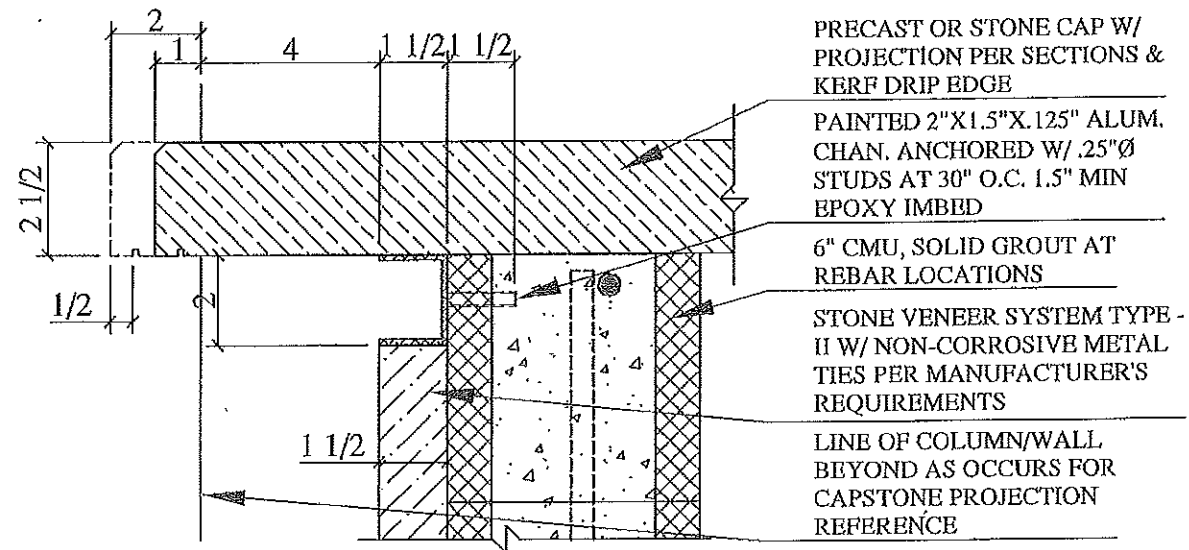 2
1
4
1 1/2
1 1/2
2 1/2
1/2
2
1 1/2
PRECAST OR STONE CAP W/
PROJECTION PER SECTIONS &
KERF DRIP EDGE
PAINTED 2"X1.5"X.125" ALUM.
CHAN. ANCHORED W/ .25"Ø
STUDS AT 30" O.C. 1.5" MIN
EPOXY IMBED
6" CMU, SOLID GROUT AT
REBAR LOCATIONS
STONE VENEER SYSTEM TYPE -
II W/ NON-CORROSIVE METAL
TIES PER MANUFACTURER'S
REQUIREMENTS
LINE OF COLUMN/WALL
BEYOND AS OCCURS FOR
CAPSTONE PROJECTION
REFERENCE